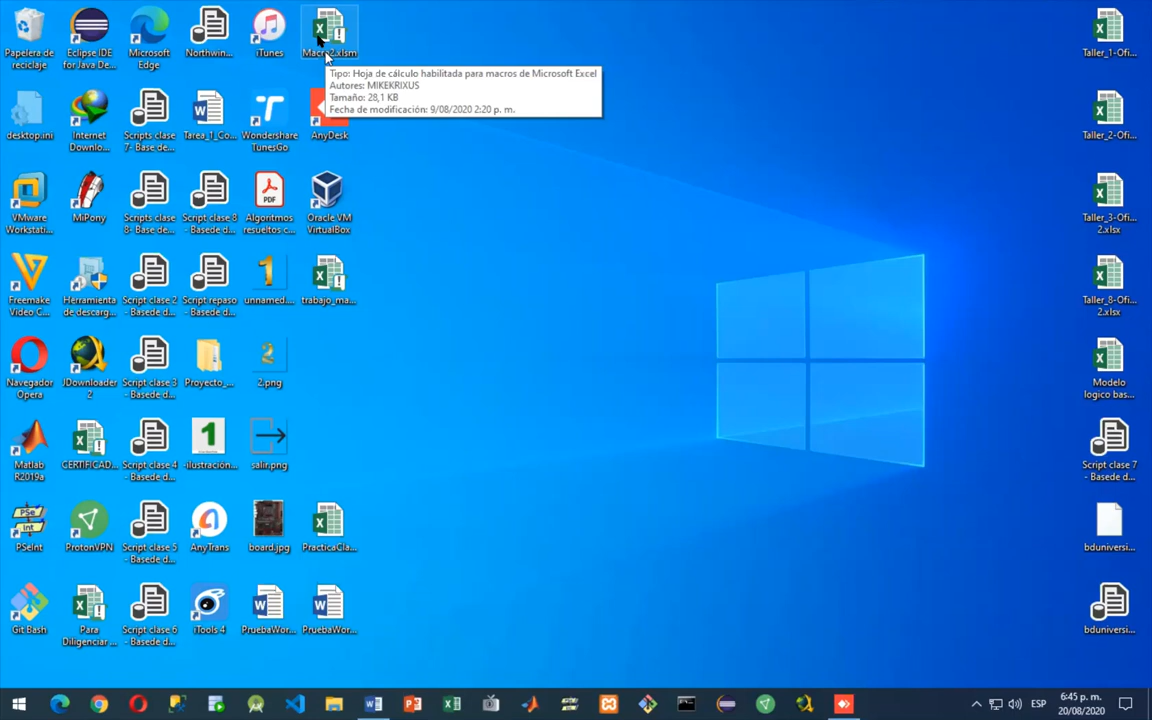 Papelera de
reciclaje
Eclipse IDE
for Java De...
Microsoft
Edge
Northwin...
iTunes
Macro2.xlsm
Tipo: Hoja de cálculo habilitada para macros de Microsoft Excel
Autores: MIKEKRIXUS
Tamaño: 28,1 KB
Fecha de modificación: 9/08/2020 2:20 p. m.
Taller_1-Ofi...
desktop.ini
Internet
Downlo...
Scripts clase
7- Base de...
Tarea_1_Co...
Wondershare
TunesGo
AnyDesk
Taller_2-Ofi...
VMware
Workstati...
MiPony
Scripts clase
8- Base de...
Script clase 8
- Basede d...
PDF
Algoritmos
resueltos c...
Oracle VM
VirtualBox
Taller_3-Ofi...
2.xlsx
Freemake
Video C...
Herramienta
de descarg...
Script clase 2
- Basede d...
Script repaso
- Basede d...
unnamed....
trabajo_ma...
Taller_8-Ofi...
2.xlsx
Navegador
Opera
JDownloader
2
Script clase 3
- Basede d...
Proyecto_...
2.png
Modelo
logico bas...
Matlab
R2019a
CERTIFICAD...
Script clase 4
- Basede d...
-ilustración...
salir.png
Script clase 7
- Basede d...
PSe
Int
PSeInt
ProtonVPN
Script clase 5
- Basede d...
AnyTrans
board.jpg
PracticaCla...
bduniversi...
Git Bash
Para
Diligenciar ...
Script clase 6
- Basede d...
iTools 4
PruebaWor...
PruebaWor...
bduniversi...
ESP
6:45 p. m.
20/08/2020